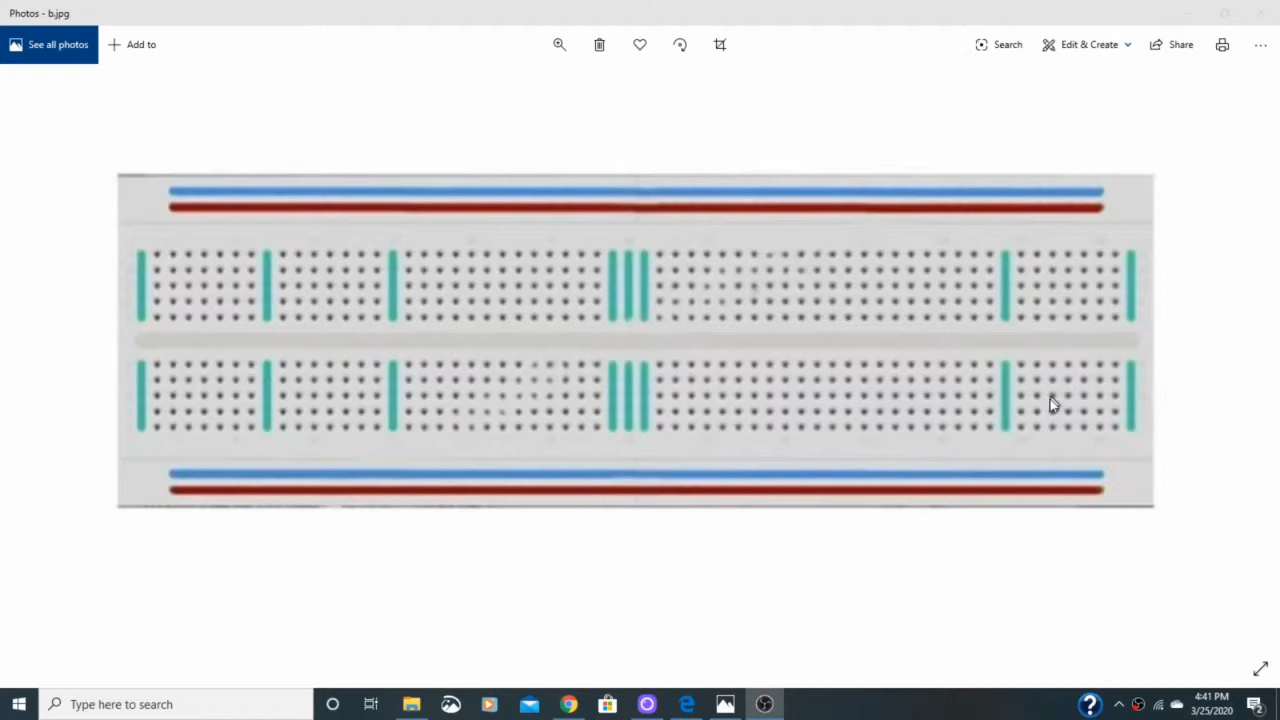 Photos - b.jpg
See all photos
Add to
Search
Edit & Create
Share
Type here to search
4:41 PM
3/25/2020
2